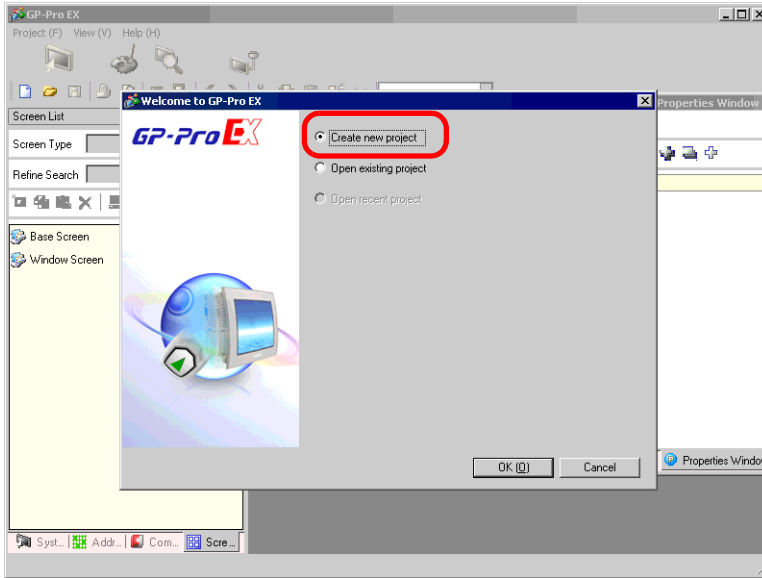 GP-Pro EX
Project (F) View (V) Help (H)
Welcome to GP-Pro EX
Properties Window
Screen List
GP-Pro EX
Create new project
Screen Type
Open existing project
Refine Search
Open recent project
Base Screen
Window Screen
OK (O)
Cancel
Properties Windo
Syst...
Addr...
Com...
Scre...